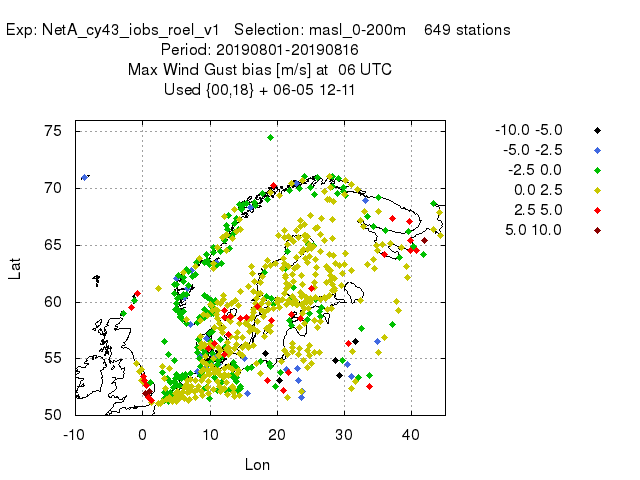 Exp: NetA_cy43_iobs_roel_v1 Selection: masl_0-200m 649 stations
Period: 20190801-20190816
Max Wind Gust bias [m/s] at 06 UTC
Used {00,18} + 06-05 12-11
75
70
65
60
55
50
Lat
-10 0 10 20 30 40
Lon
-10.0 -5.0
-5.0 -2.5
-2.5 0.0
0.0 2.5
2.5 5.0
5.0 10.0